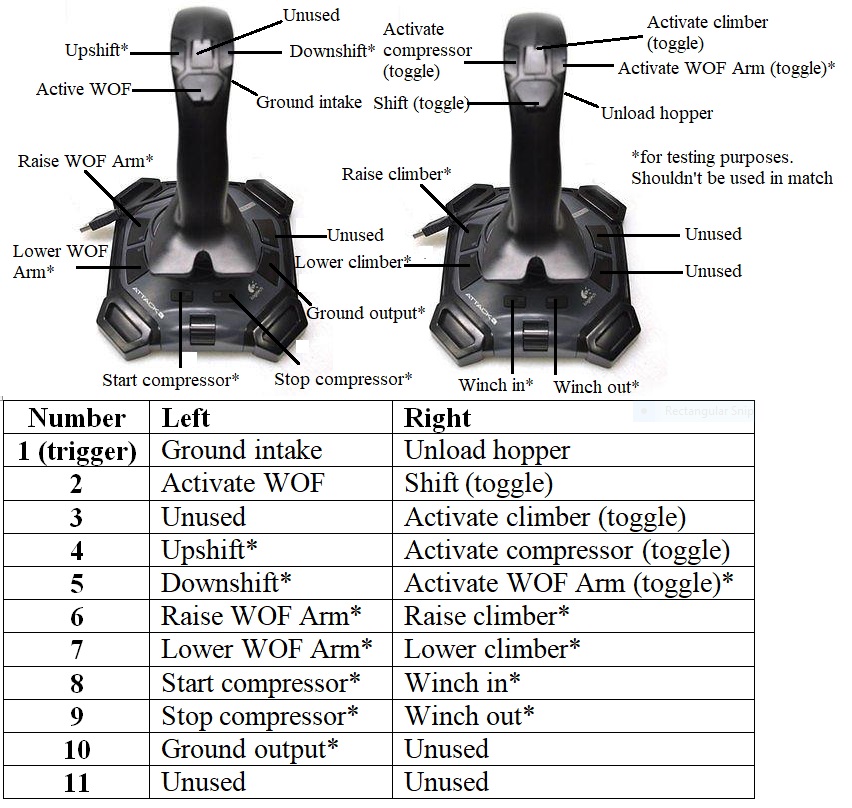 Unused
Upshift*
Downshift*
Active WOF
Ground intake
Raise WOF Arm*
Lower WOF
Arm*
Unused
Ground output*
Start compressor*
Stop compressor*
ATTACK 3
Logitech
Activate
compressor
(toggle)
Activate climber
(toggle)
Activate WOF Arm (toggle)*
Shift (toggle)
Unload hopper
*for testing purposes.
Shouldn't be used in match
Raise climber*
Lower climber*
Unused
Unused
Winch in*
Winch out*
ATTACK 3
Logitech
Rectangular Snip
Number Left Right
1 (trigger) Ground intake Unload hopper
2 Activate WOF Shift (toggle)
3 Unused Activate climber (toggle)
4 Upshift* Activate compressor (toggle)
5 Downshift* Activate WOF Arm (toggle)*
6 Raise WOF Arm* Raise climber*
7 Lower WOF Arm* Lower climber*
8 Start compressor* Winch in*
9 Stop compressor* Winch out*
10 Ground output* Unused
11 Unused Unused